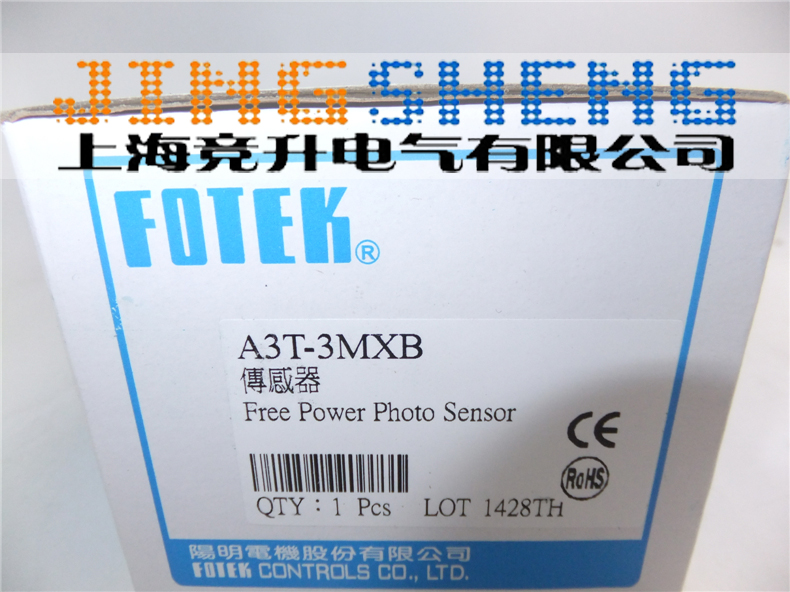 JINGSHENG
上海竞升电气有限公司
FOTEK®
A3T-3MXB
傳感器
Free Power Photo Sensor
CE
RoHS
QTY：1 Pcs LOT 1428TH
陽明電機股份有限公司
FOTEK CONTROLS CO., LTD.